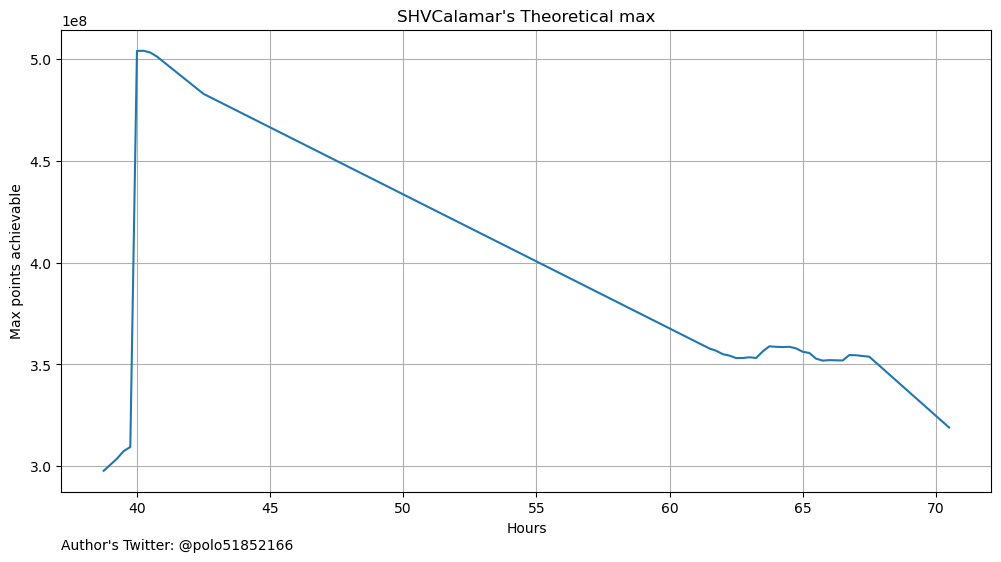 SHVCalamar's Theoretical max
1e8
5.0
4.5
4.0
3.5
3.0
Max points achievable
40 45 50 55 60 65 70
Hours
Author's Twitter: @polo51852166